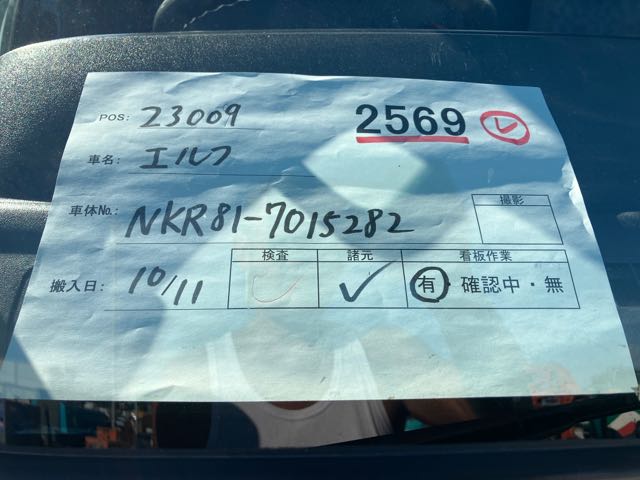 POS: 23009
2569 レ
車名: エルフ
車体No.: NKR81-7015282
撮影
搬入日: 10/11
検査 諸元 看板作業
有 確認中・無